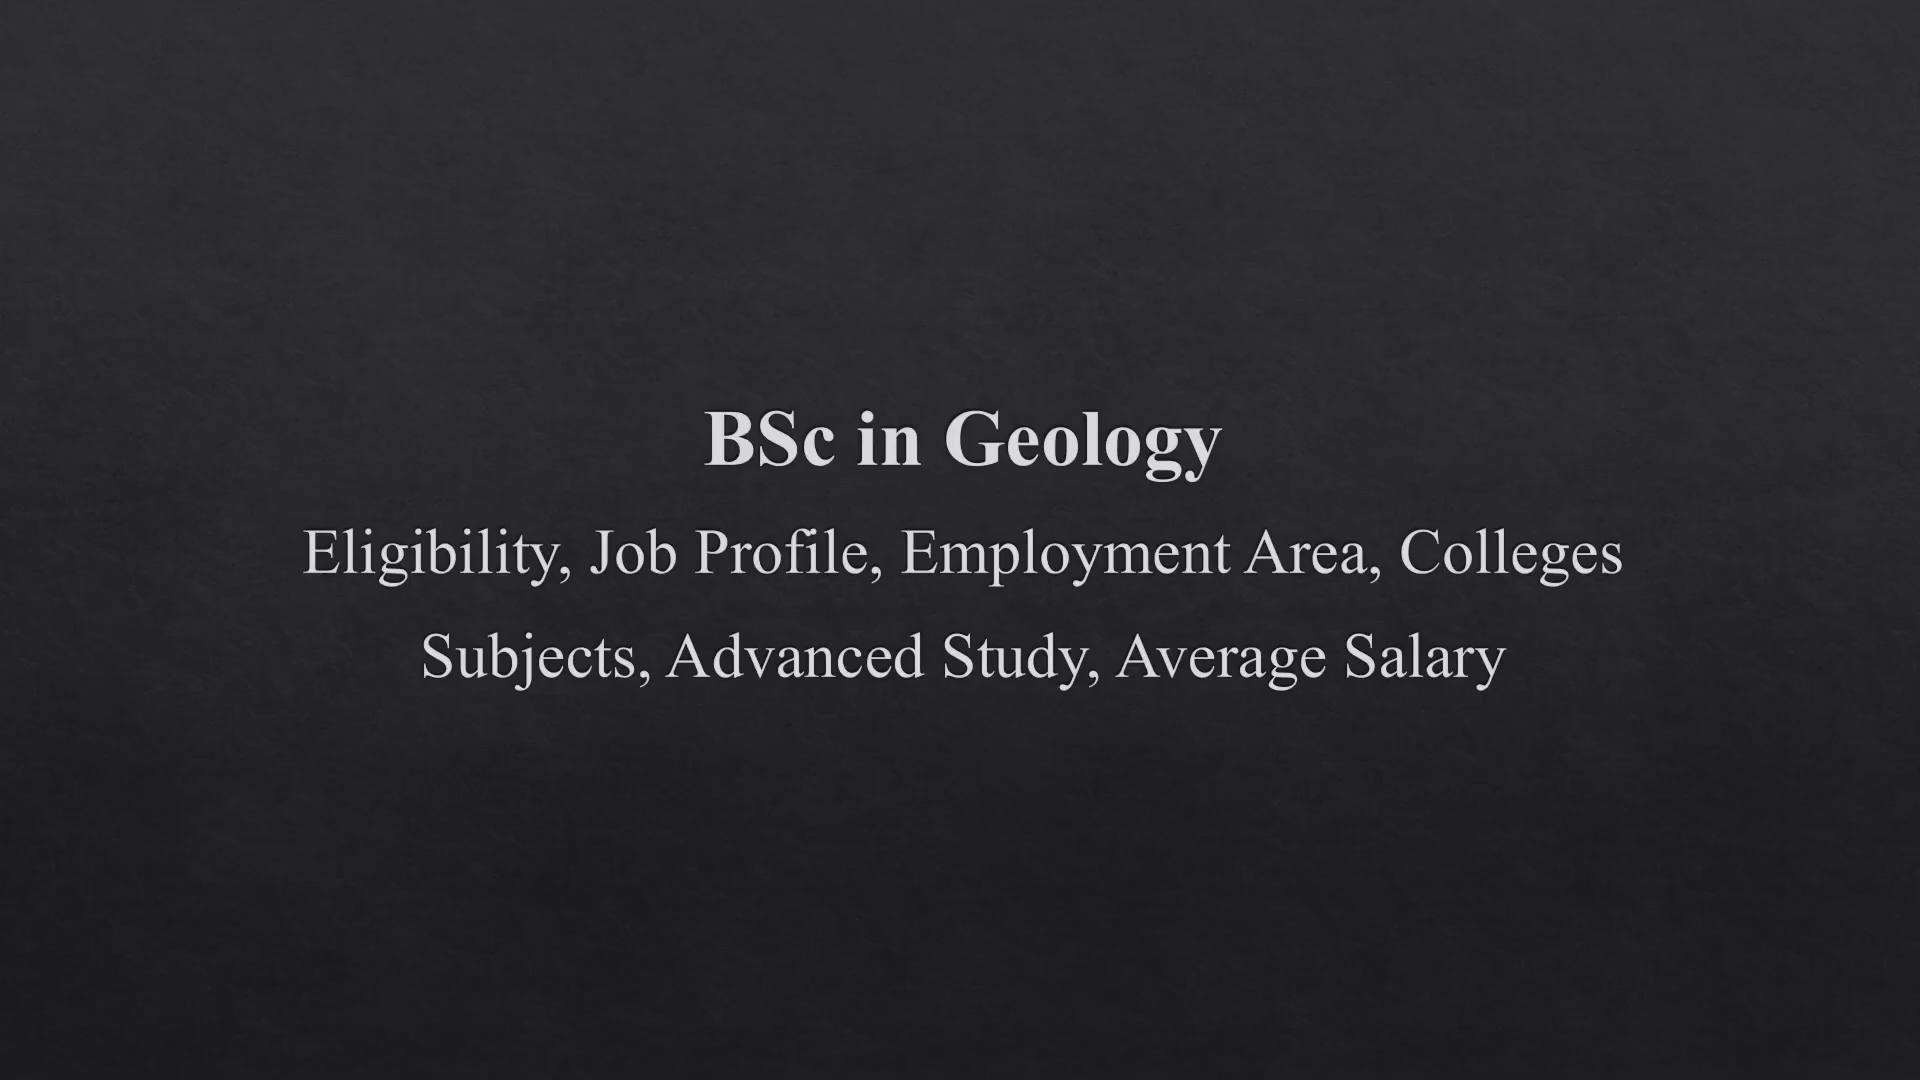 BSc in Geology
Eligibility, Job Profile, Employment Area, Colleges
Subjects, Advanced Study, Average Salary